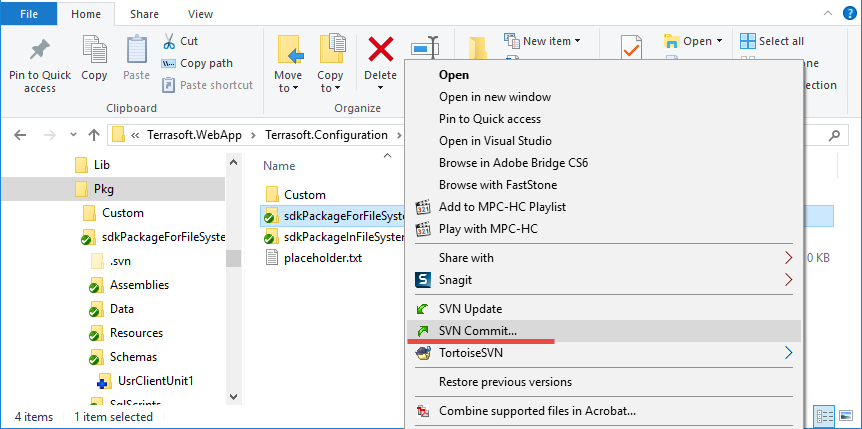 File Home Share View
Pin to Quick access
Copy
Paste
Cut
Copy path
Paste shortcut
Clipboard
Move to
Copy to
Delete
Organize
New item
Open
Select all
Terrasoft.WebApp Terrasoft.Configuration
Lib
Pkg
Custom
sdkPackageForFileSystem
.svn
Assemblies
Data
Resources
Schemas
UsrClientUnit1
SqlScripts
Name
Custom
sdkPackageForFileSyste
sdkPackageInFileSystem
placeholder.txt
0 KB
Open
Open in new window
Pin to Quick access
Open in Visual Studio
Browse in Adobe Bridge CS6
Browse with FastStone
Add to MPC-HC Playlist
Play with MPC-HC
Share with
Snagit
SVN Update
SVN Commit...
TortoiseSVN
Restore previous versions
Combine supported files in Acrobat...
4 items 1 item selected